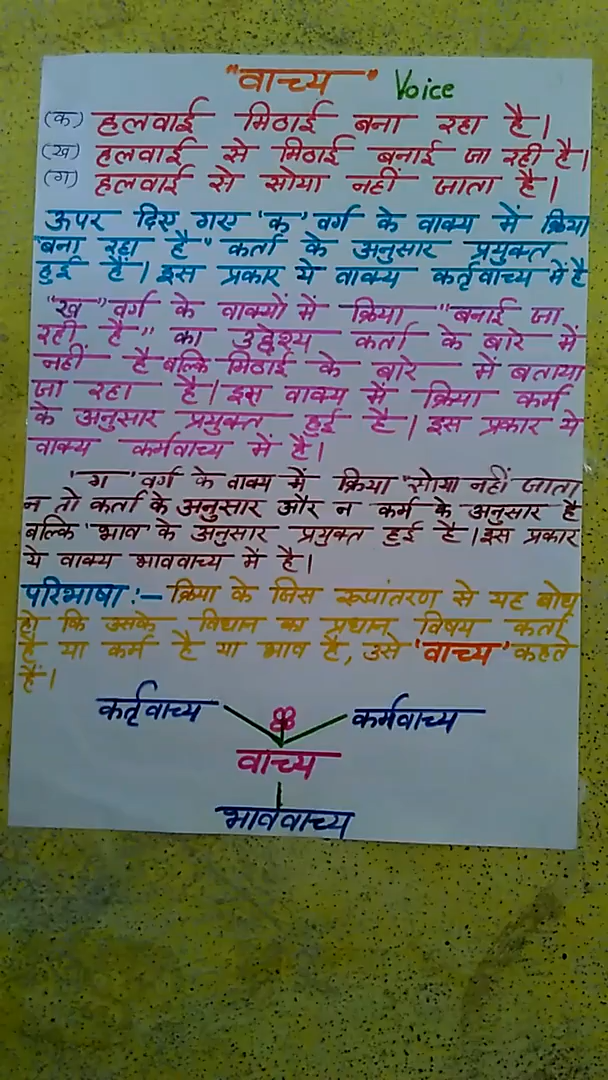 "वाच्य" Voice
(क) हलवाई मिठाई बना रहा है।
(ख) हलवाई से मिठाई बनाई जा रही है।
(ग) हलवाई से सोया नहीं जाता है।
ऊपर दिए गए 'क' वर्ग के वाक्य में क्रिया
"बना रहा है" कर्ता के अनुसार प्रयुक्त
हुई है। इस प्रकार ये वाक्य कर्तृवाच्य में है
"ख" वर्ग के वाक्यों में क्रिया "बनाई जा
रही है" का उद्देश्य कर्ता के बारे में
नहीं है बल्कि मिठाई के बारे में बताया
जा रहा है। इस वाक्य में क्रिया कर्म
के अनुसार प्रयुक्त हुई है। इस प्रकार ये
वाक्य कर्मवाच्य में है।
'ग' वर्ग के वाक्य में क्रिया "सोया नहीं जाता
न तो कर्ता के अनुसार और न कर्म के अनुसार है
बल्कि 'भाव' के अनुसार प्रयुक्त हुई है। इस प्रकार
ये वाक्य भाववाच्य में है।
परिभाषा :– क्रिया के जिस रूपांतरण से यह बोध
हो कि उसके विधान का प्रधान विषय कर्ता
है या कर्म है या भाव है, उसे "वाच्य" कहते
हैं।
कर्तृवाच्य कर्मवाच्य
वाच्य
भाववाच्य